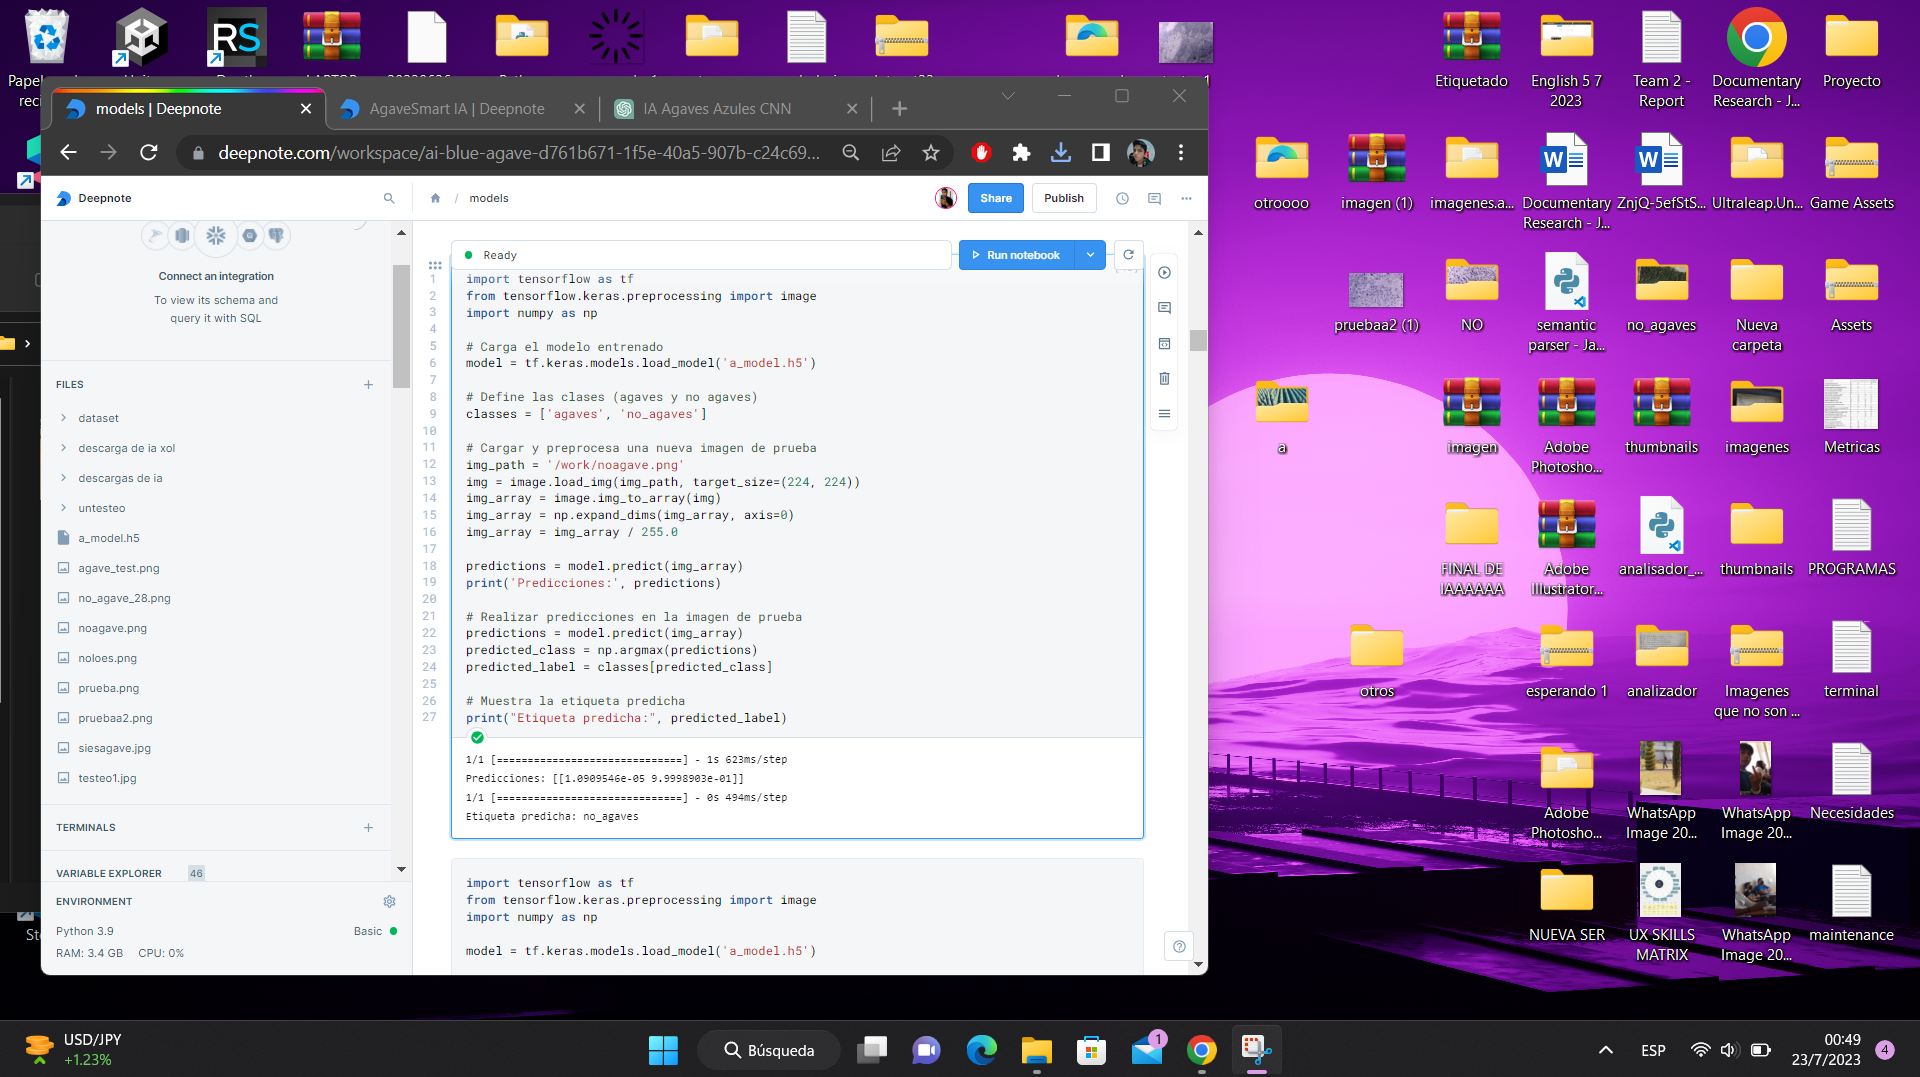 models | Deepnote
AgaveSmart IA | Deepnote
IA Agaves Azules CNN
deepnote.com/workspace/ai-blue-agave-d761b671-1f5e-40a5-907b-c24c69...
Deepnote
/ models
Share
Publish
Connect an integration
To view its schema and
query it with SQL
FILES
dataset
descarga de ia xol
descargas de ia
untesteo
a_model.h5
agave_test.png
no_agave_28.png
noagave.png
noloes.png
prueba.png
pruebaa2.png
siesagave.jpg
testeo1.jpg
TERMINALS
VARIABLE EXPLORER 46
ENVIRONMENT
Python 3.9 Basic
RAM: 3.4 GB CPU: 0%
Ready
Run notebook
1 import tensorflow as tf
2 from tensorflow.keras.preprocessing import image
3 import numpy as np
4
5 # Carga el modelo entrenado
6 model = tf.keras.models.load_model('a_model.h5')
7
8 # Define las clases (agaves y no agaves)
9 classes = ['agaves', 'no_agaves']
10
11 # Cargar y preprocesa una nueva imagen de prueba
12 img_path = '/work/noagave.png'
13 img = image.load_img(img_path, target_size=(224, 224))
14 img_array = image.img_to_array(img)
15 img_array = np.expand_dims(img_array, axis=0)
16 img_array = img_array / 255.0
17
18 predictions = model.predict(img_array)
19 print('Predicciones:', predictions)
20
21 # Realizar predicciones en la imagen de prueba
22 predictions = model.predict(img_array)
23 predicted_class = np.argmax(predictions)
24 predicted_label = classes[predicted_class]
25
26 # Muestra la etiqueta predicha
27 print("Etiqueta predicha:", predicted_label)
1/1 [==============================] - 1s 623ms/step
Predicciones: [[1.0909546e-05 9.9998903e-01]]
1/1 [==============================] - 0s 494ms/step
Etiqueta predicha: no_agaves
import tensorflow as tf
from tensorflow.keras.preprocessing import image
import numpy as np
model = tf.keras.models.load_model('a_model.h5')
RS
Etiquetado
English 5 7
2023
Team 2 -
Report
Documentary
Research - J...
Proyecto
otroooo
imagen (1)
imagenes.a...
Documentary
Research - J...
ZnjQ-5efStS...
Ultraleap.Un...
Game Assets
pruebaa2 (1)
NO
semantic
parser - Ja...
no_agaves
Nueva
carpeta
Assets
a
imagen
Adobe
Photosho...
thumbnails
imagenes
Metricas
FINAL DE
IAAAAAA
Adobe
Illustrator...
analisador_...
thumbnails
PROGRAMAS
otros
esperando 1
analizador
Imagenes
que no son ...
terminal
Adobe
Photosho...
WhatsApp
Image 20...
WhatsApp
Image 20...
Necesidades
NUEVA SER
UX SKILLS
MATRIX
WhatsApp
Image 20...
maintenance
USD/JPY
+1.23%
Búsqueda
1
ESP
00:49
23/7/2023
4